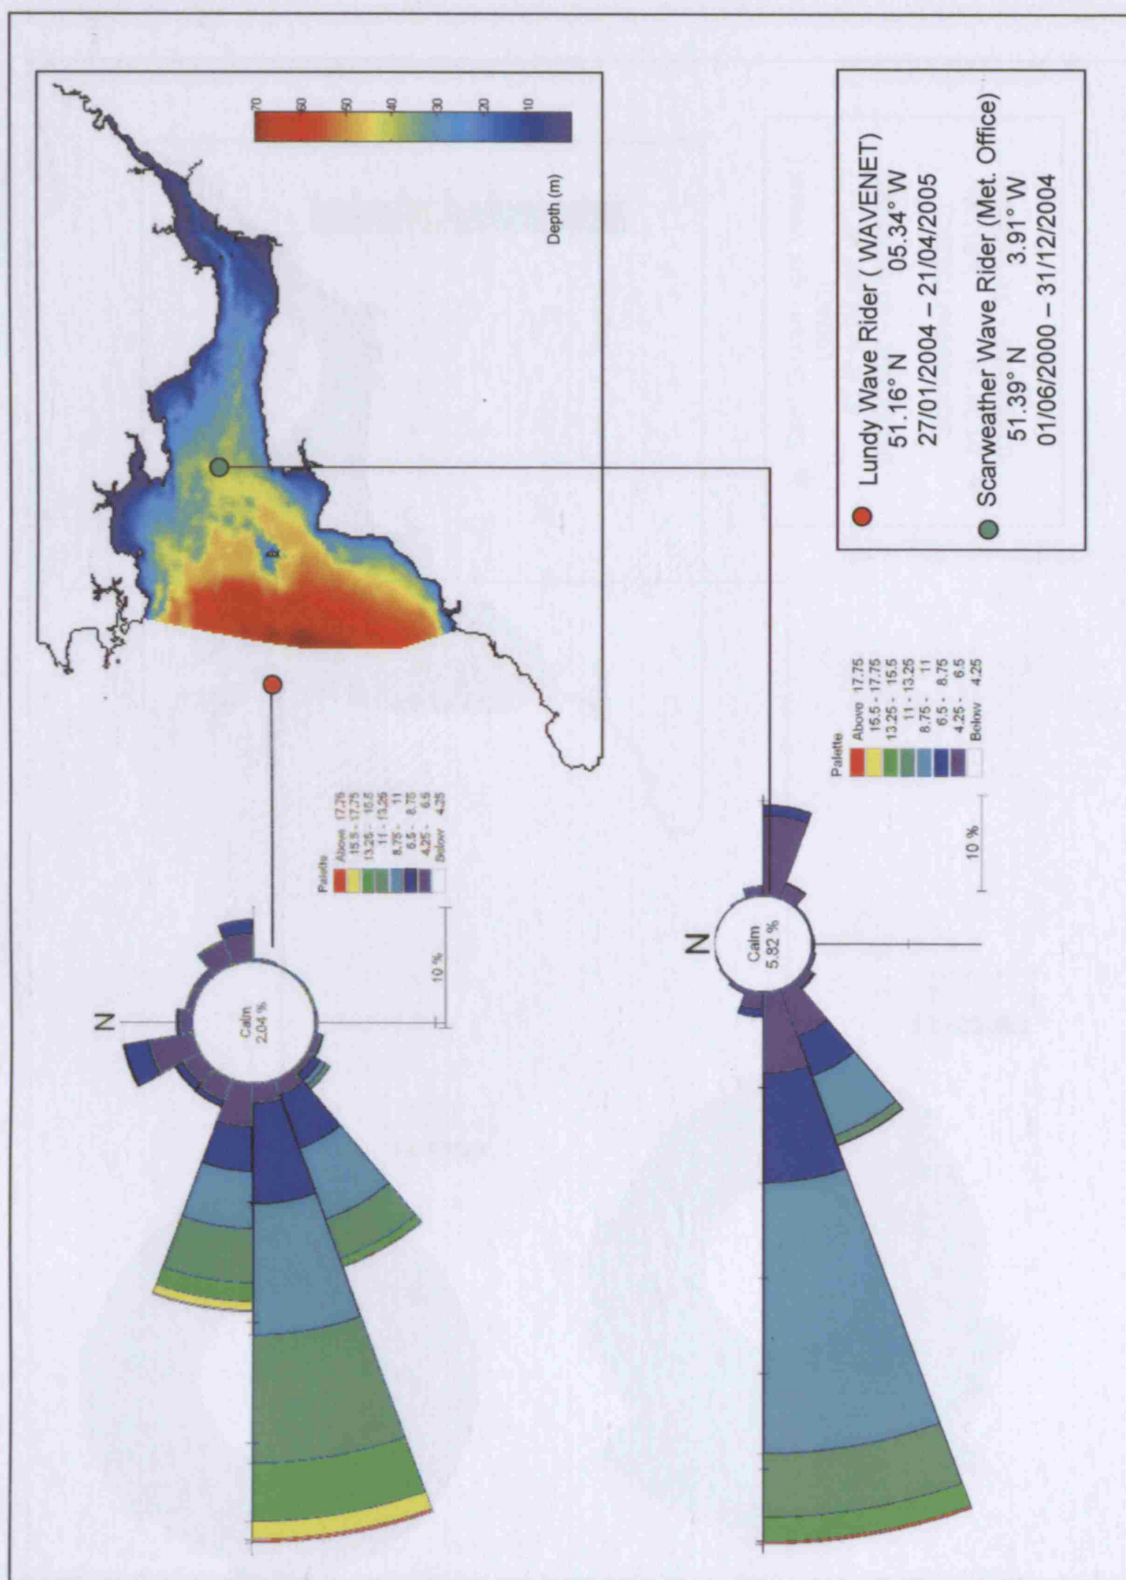 -70
-60
-50
-40
-30
-20
-10
Depth (m)
N
Calm
2.04 %
10 %
Palette
Above 17.75
15.5 - 17.75
13.25 - 15.5
11 - 13.25
8.75 - 11
6.5 - 8.75
4.25 - 6.5
Below 4.25
N
Calm
5.82 %
10 %
Palette
Above 17.75
15.5 - 17.75
13.25 - 15.5
11 - 13.25
8.75 - 11
6.5 - 8.75
4.25 - 6.5
Below 4.25
Lundy Wave Rider ( WAVENET)
51.16° N 05.34° W
27/01/2004 – 21/04/2005
Scarweather Wave Rider (Met. Office)
51.39° N 3.91° W
01/06/2000 – 31/12/2004